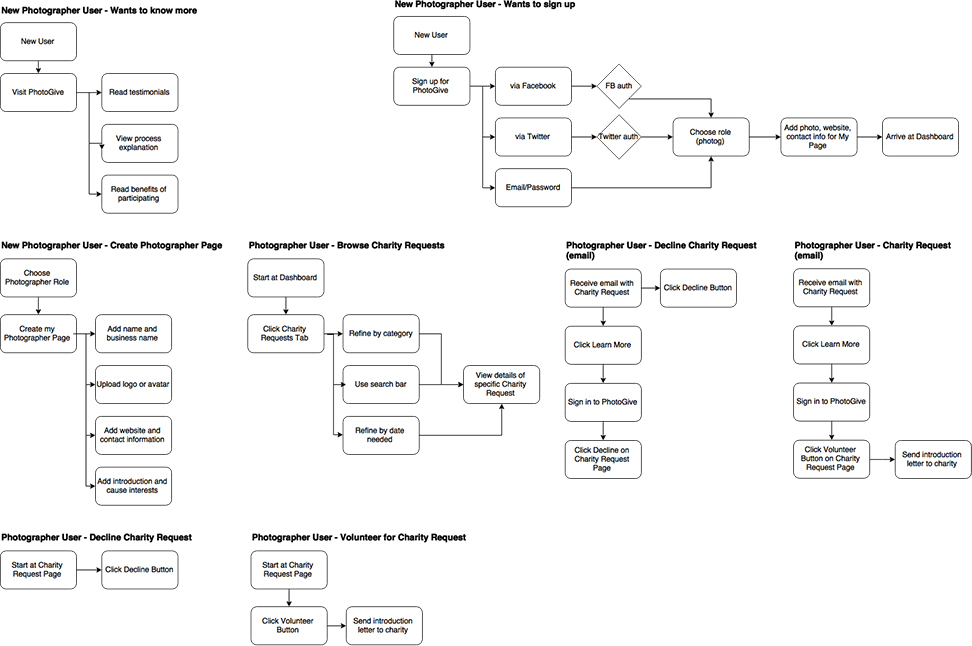 New Photographer User - Wants to know more
New User
Visit PhotoGive
Read testimonials
View process
explanation
Read benefits of
participating
New Photographer User - Wants to sign up
New User
Sign up for
PhotoGive
via Facebook
FB auth
via Twitter
Twitter auth
Email/Password
Choose role
(photog)
Add photo, website,
contact info for My
Page
Arrive at Dashboard
New Photographer User - Create Photographer Page
Choose
Photographer Role
Create my
Photographer Page
Add name and
business name
Upload logo or avatar
Add website and
contact information
Add introduction and
cause interests
Photographer User - Browse Charity Requests
Start at Dashboard
Click Charity
Requests Tab
Refine by category
Use search bar
Refine by date
needed
View details of
specific Charity
Request
Photographer User - Decline Charity Request
(email)
Receive email with
Charity Request
Click Decline Button
Click Learn More
Sign in to PhotoGive
Click Decline on
Charity Request
Page
Photographer User - Charity Request
(email)
Receive email with
Charity Request
Click Learn More
Sign in to PhotoGive
Click Volunteer
Button on Charity
Request Page
Send introduction
letter to charity
Photographer User - Decline Charity Request
Start at Charity
Request Page
Click Decline Button
Photographer User - Volunteer for Charity Request
Start at Charity
Request Page
Click Volunteer
Button
Send introduction
letter to charity